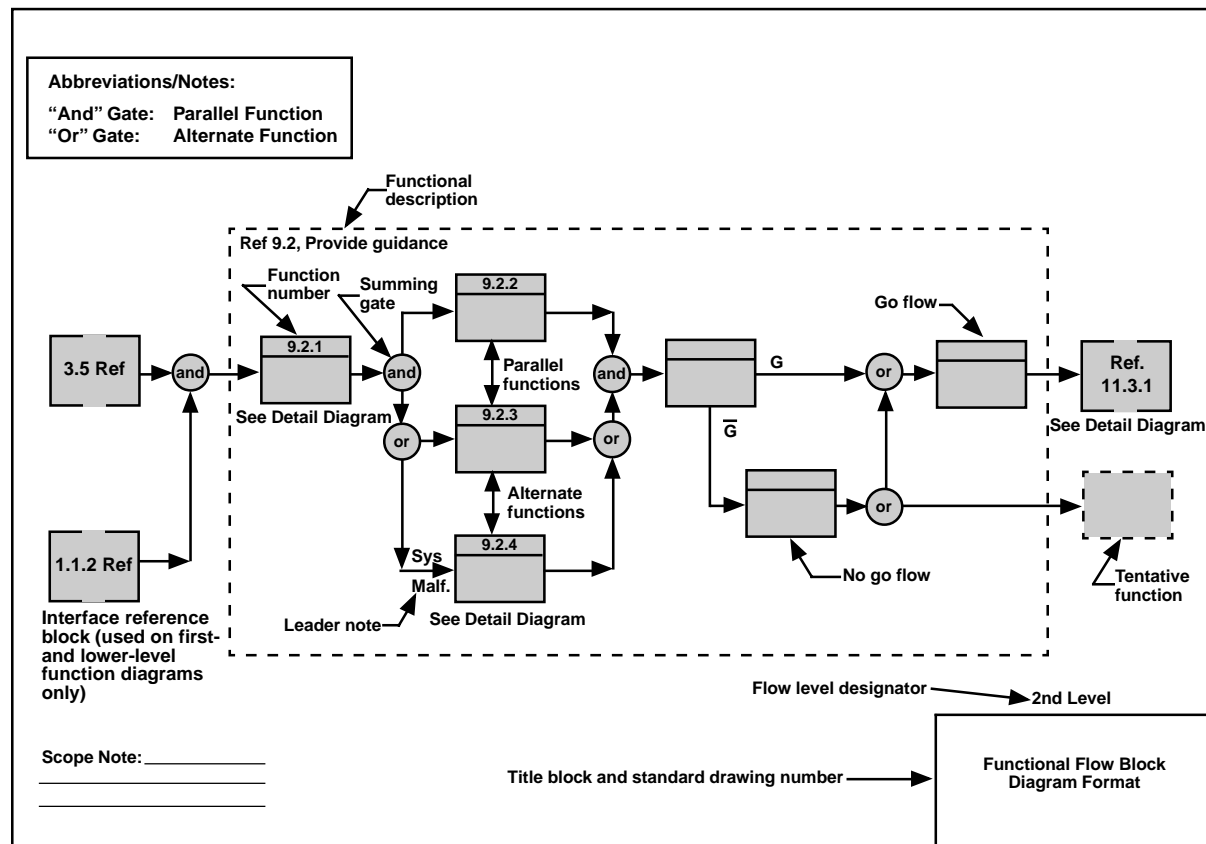 Abbreviations/Notes:
“And” Gate: Parallel Function
“Or” Gate: Alternate Function
Functional
description
Ref 9.2, Provide guidance
Function
number
Summing
gate
9.2.2
Go flow
9.2.1
3.5 Ref
and
and
Parallel
functions
and
G
or
Ref.
11.3.1
See Detail Diagram
See Detail Diagram
9.2.3
or
or
G̅
Alternate
functions
or
1.1.2 Ref
Sys
Malf.
9.2.4
No go flow
Tentative
function
Leader note
See Detail Diagram
Interface reference
block (used on first-
and lower-level
function diagrams
only)
Flow level designator
2nd Level
Scope Note:
Title block and standard drawing number
Functional Flow Block
Diagram Format